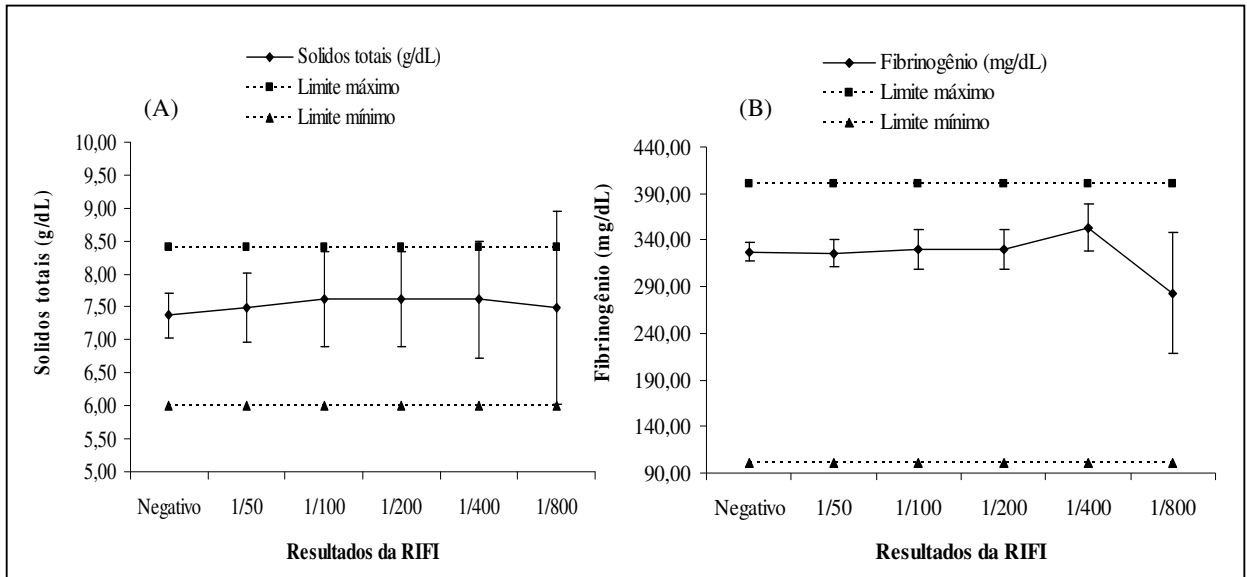 Solidos totais (g/dL)
Limite máximo
Limite mínimo
(A)
10,00
9,50
9,00
8,50
8,00
7,50
7,00
6,50
6,00
5,50
5,00
Solidos totais (g/dL)
Negativo 1/50 1/100 1/200 1/400 1/800
Resultados da RIFI
Fibrinogênio (mg/dL)
Limite máximo
Limite mínimo
(B)
440,00
390,00
340,00
290,00
240,00
190,00
140,00
90,00
Fibrinogênio (mg/dL)
Negativo 1/50 1/100 1/200 1/400 1/800
Resultados da RIFI